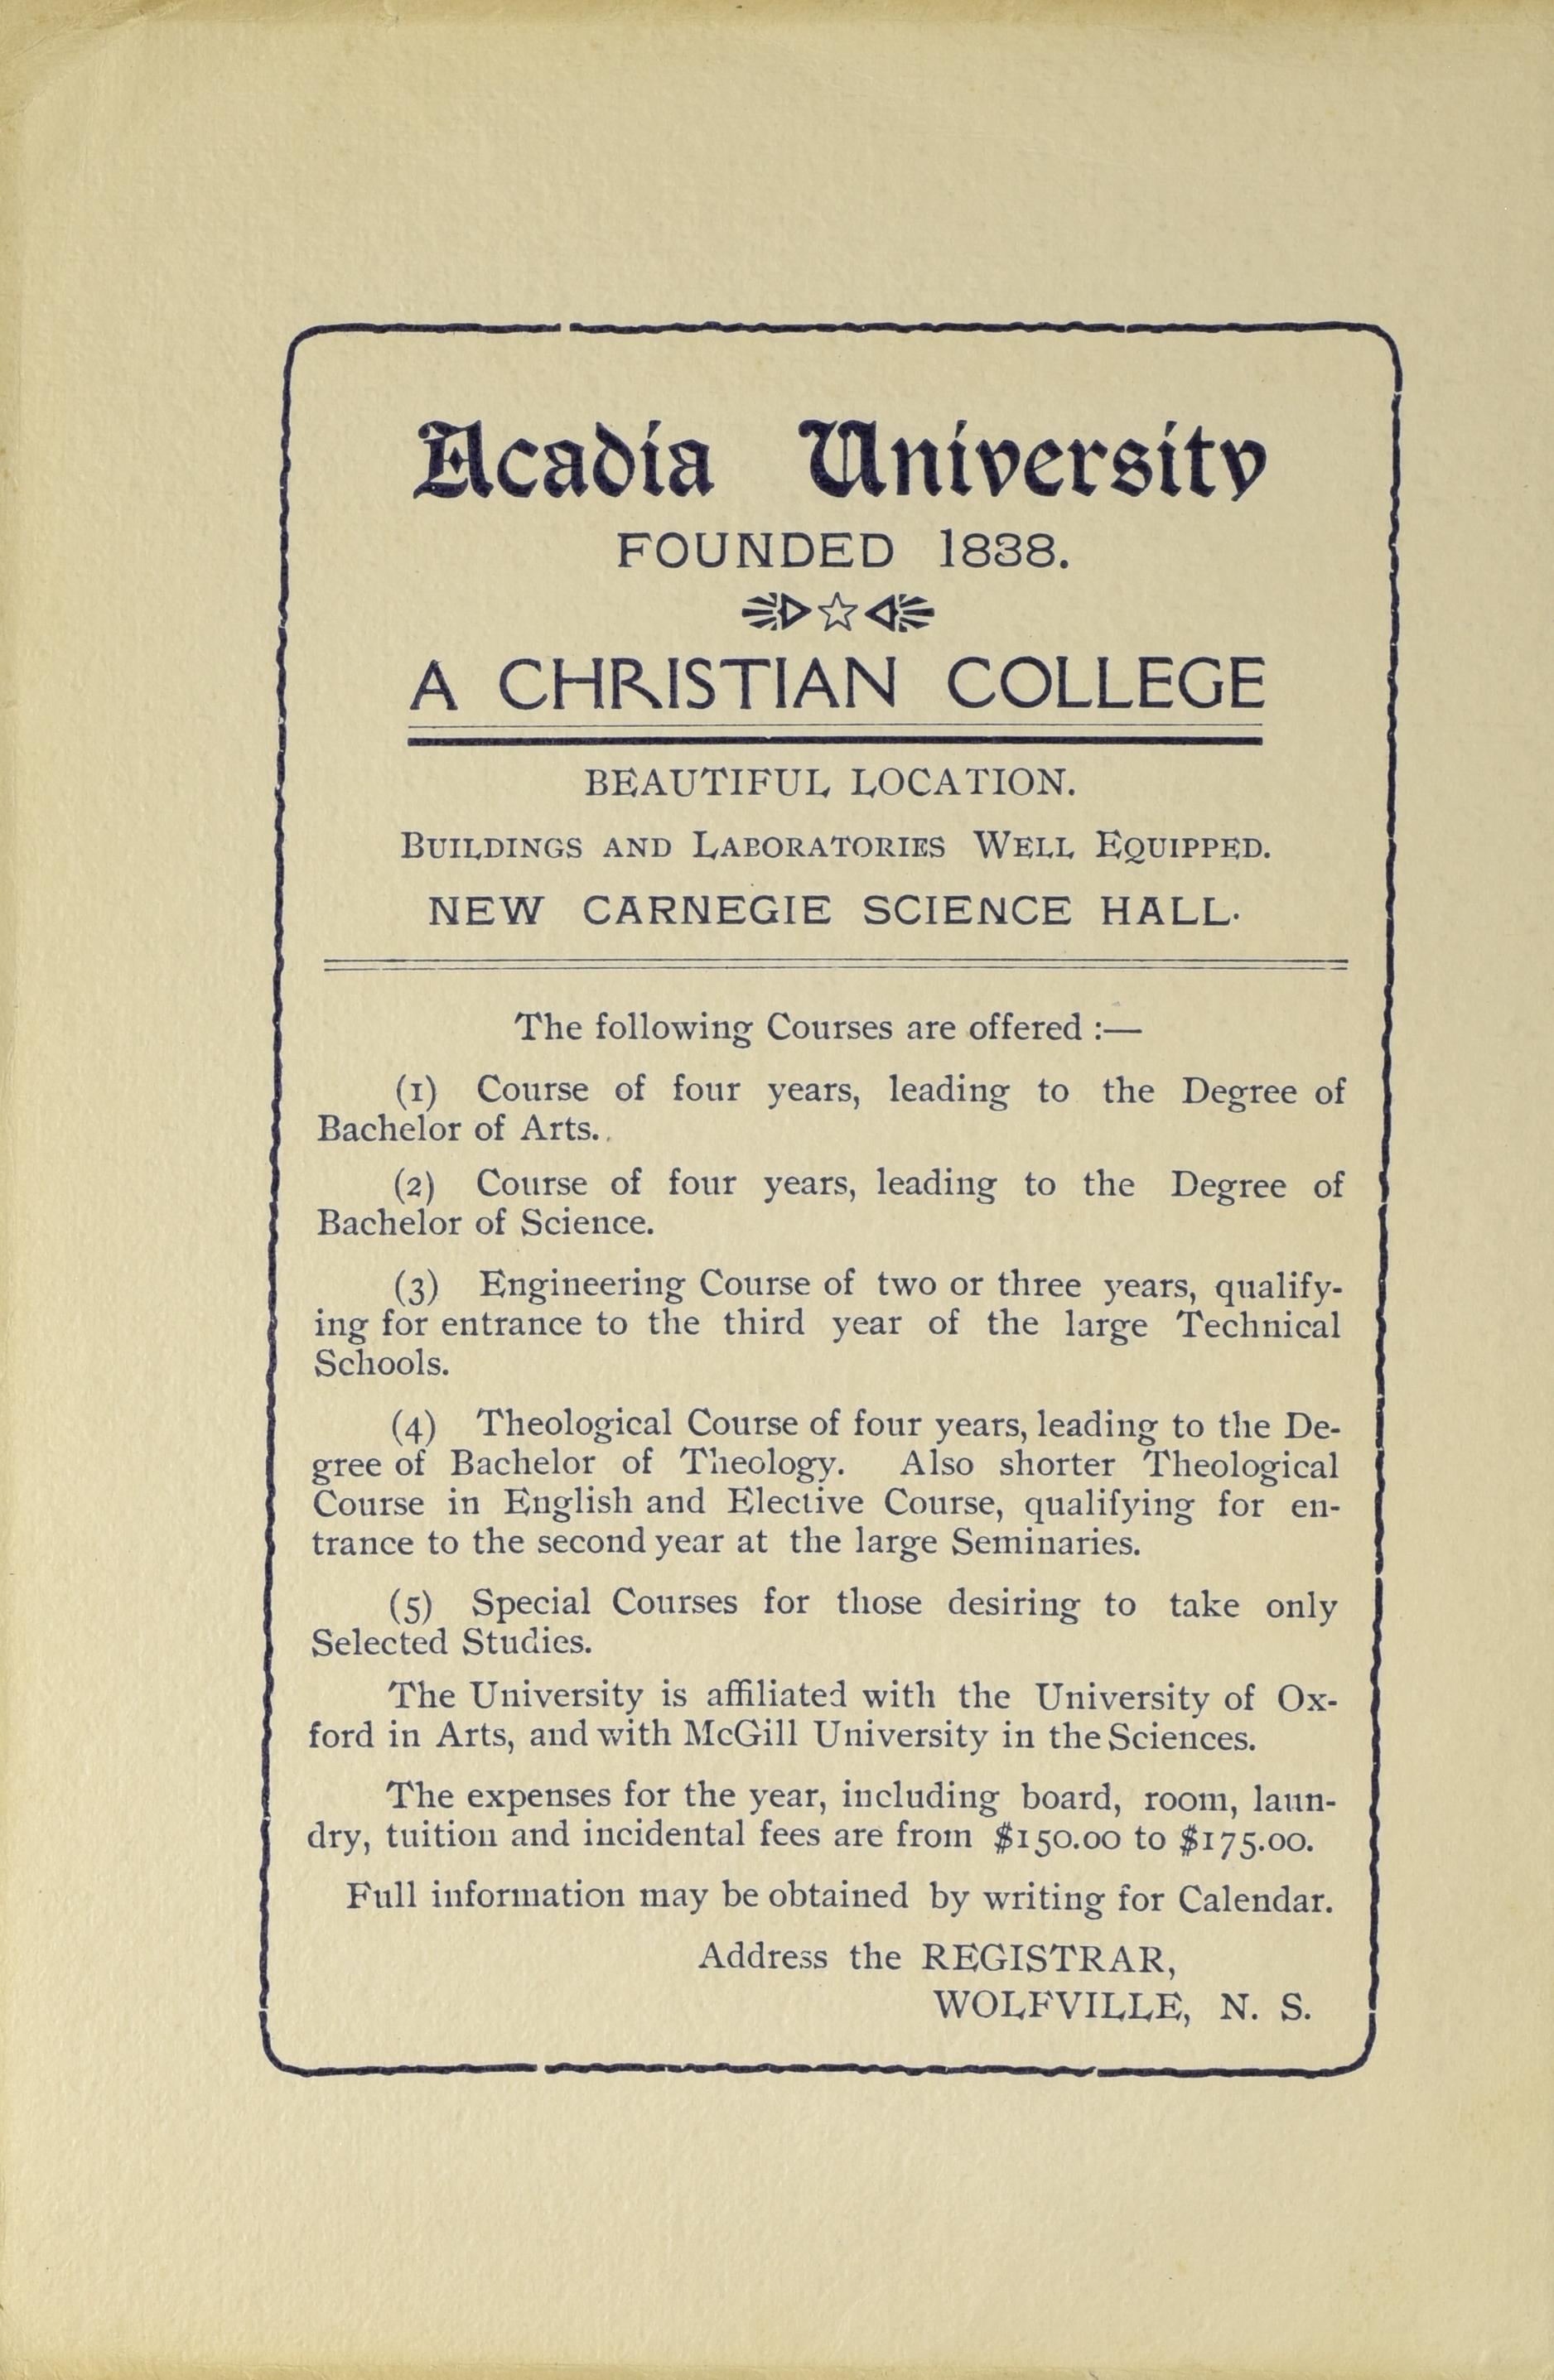 Acadia University
FOUNDED 1838.
A CHRISTIAN COLLEGE
BEAUTIFUL LOCATION.
BUILDINGS AND LABORATORIES WELL EQUIPPED.
NEW CARNEGIE SCIENCE HALL.
The following Courses are offered :—
(1) Course of four years, leading to the Degree of
Bachelor of Arts.
(2) Course of four years, leading to the Degree of
Bachelor of Science.
(3) Engineering Course of two or three years, qualify-
ing for entrance to the third year of the large Technical
Schools.
(4) Theological Course of four years, leading to the De-
gree of Bachelor of Theology. Also shorter Theological
Course in English and Elective Course, qualifying for en-
trance to the second year at the large Seminaries.
(5) Special Courses for those desiring to take only
Selected Studies.
The University is affiliated with the University of Ox-
ford in Arts, and with McGill University in the Sciences.
The expenses for the year, including board, room, laun-
dry, tuition and incidental fees are from $150.00 to $175.00.
Full information may be obtained by writing for Calendar.
Address the REGISTRAR,
WOLFVILLE, N. S.